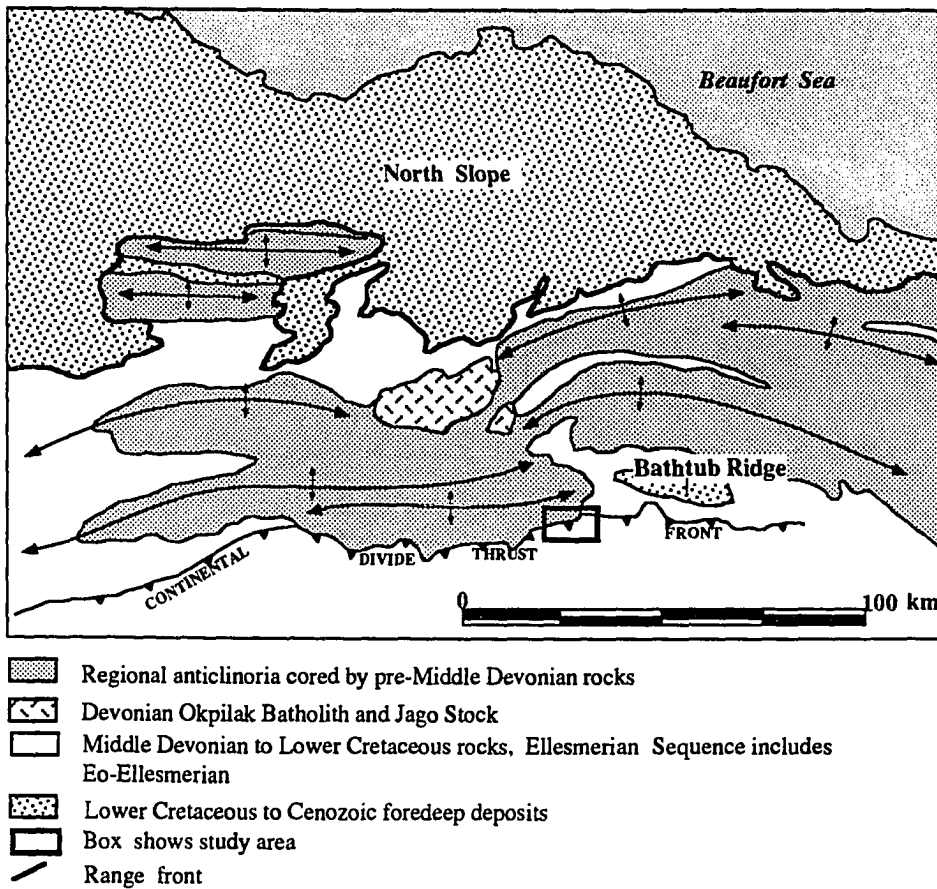 Beaufort Sea
North Slope
Bathtub Ridge
CONTINENTAL DIVIDE THRUST FRONT
0 100 km
Regional anticlinoria cored by pre-Middle Devonian rocks
Devonian Okpilak Batholith and Jago Stock
Middle Devonian to Lower Cretaceous rocks, Ellesmerian Sequence includes
Eo-Ellesmerian
Lower Cretaceous to Cenozoic foredeep deposits
Box shows study area
Range front